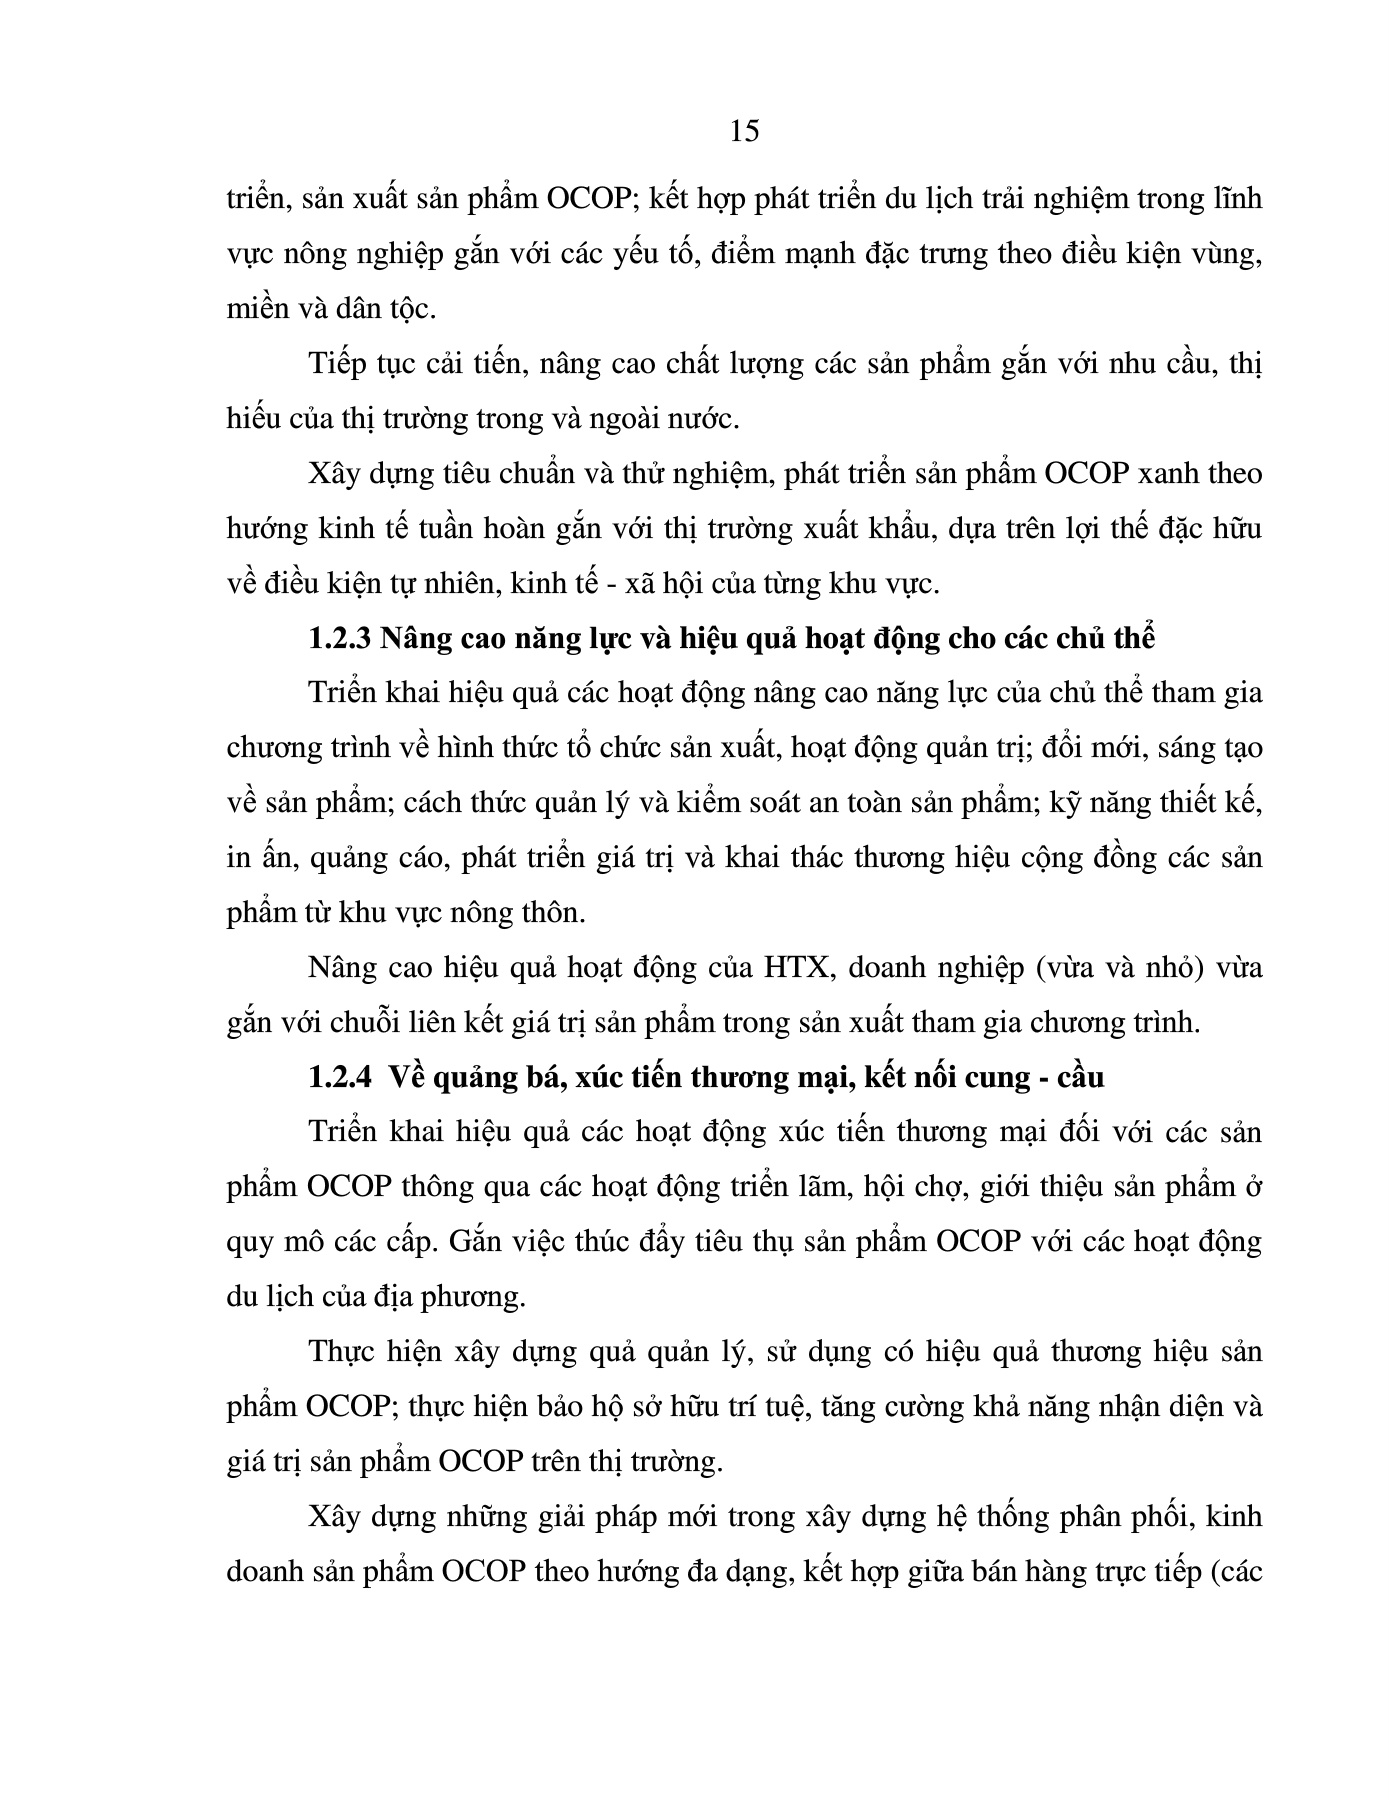 15
triển, sản xuất sản phẩm OCOP; kết hợp phát triển du lịch trải nghiệm trong lĩnh
vực nông nghiệp gắn với các yếu tố, điểm mạnh đặc trưng theo điều kiện vùng,
miền và dân tộc.
Tiếp tục cải tiến, nâng cao chất lượng các sản phẩm gắn với nhu cầu, thị
hiếu của thị trường trong và ngoài nước.
Xây dựng tiêu chuẩn và thử nghiệm, phát triển sản phẩm OCOP xanh theo
hướng kinh tế tuần hoàn gắn với thị trường xuất khẩu, dựa trên lợi thế đặc hữu
về điều kiện tự nhiên, kinh tế - xã hội của từng khu vực.
1.2.3 Nâng cao năng lực và hiệu quả hoạt động cho các chủ thể
Triển khai hiệu quả các hoạt động nâng cao năng lực của chủ thể tham gia
chương trình về hình thức tổ chức sản xuất, hoạt động quản trị; đổi mới, sáng tạo
về sản phẩm; cách thức quản lý và kiểm soát an toàn sản phẩm; kỹ năng thiết kế,
in ấn, quảng cáo, phát triển giá trị và khai thác thương hiệu cộng đồng các sản
phẩm từ khu vực nông thôn.
Nâng cao hiệu quả hoạt động của HTX, doanh nghiệp (vừa và nhỏ) vừa
gắn với chuỗi liên kết giá trị sản phẩm trong sản xuất tham gia chương trình.
1.2.4 Về quảng bá, xúc tiến thương mại, kết nối cung - cầu
Triển khai hiệu quả các hoạt động xúc tiến thương mại đối với các sản
phẩm OCOP thông qua các hoạt động triển lãm, hội chợ, giới thiệu sản phẩm ở
quy mô các cấp. Gắn việc thúc đẩy tiêu thụ sản phẩm OCOP với các hoạt động
du lịch của địa phương.
Thực hiện xây dựng quả quản lý, sử dụng có hiệu quả thương hiệu sản
phẩm OCOP; thực hiện bảo hộ sở hữu trí tuệ, tăng cường khả năng nhận diện và
giá trị sản phẩm OCOP trên thị trường.
Xây dựng những giải pháp mới trong xây dựng hệ thống phân phối, kinh
doanh sản phẩm OCOP theo hướng đa dạng, kết hợp giữa bán hàng trực tiếp (các